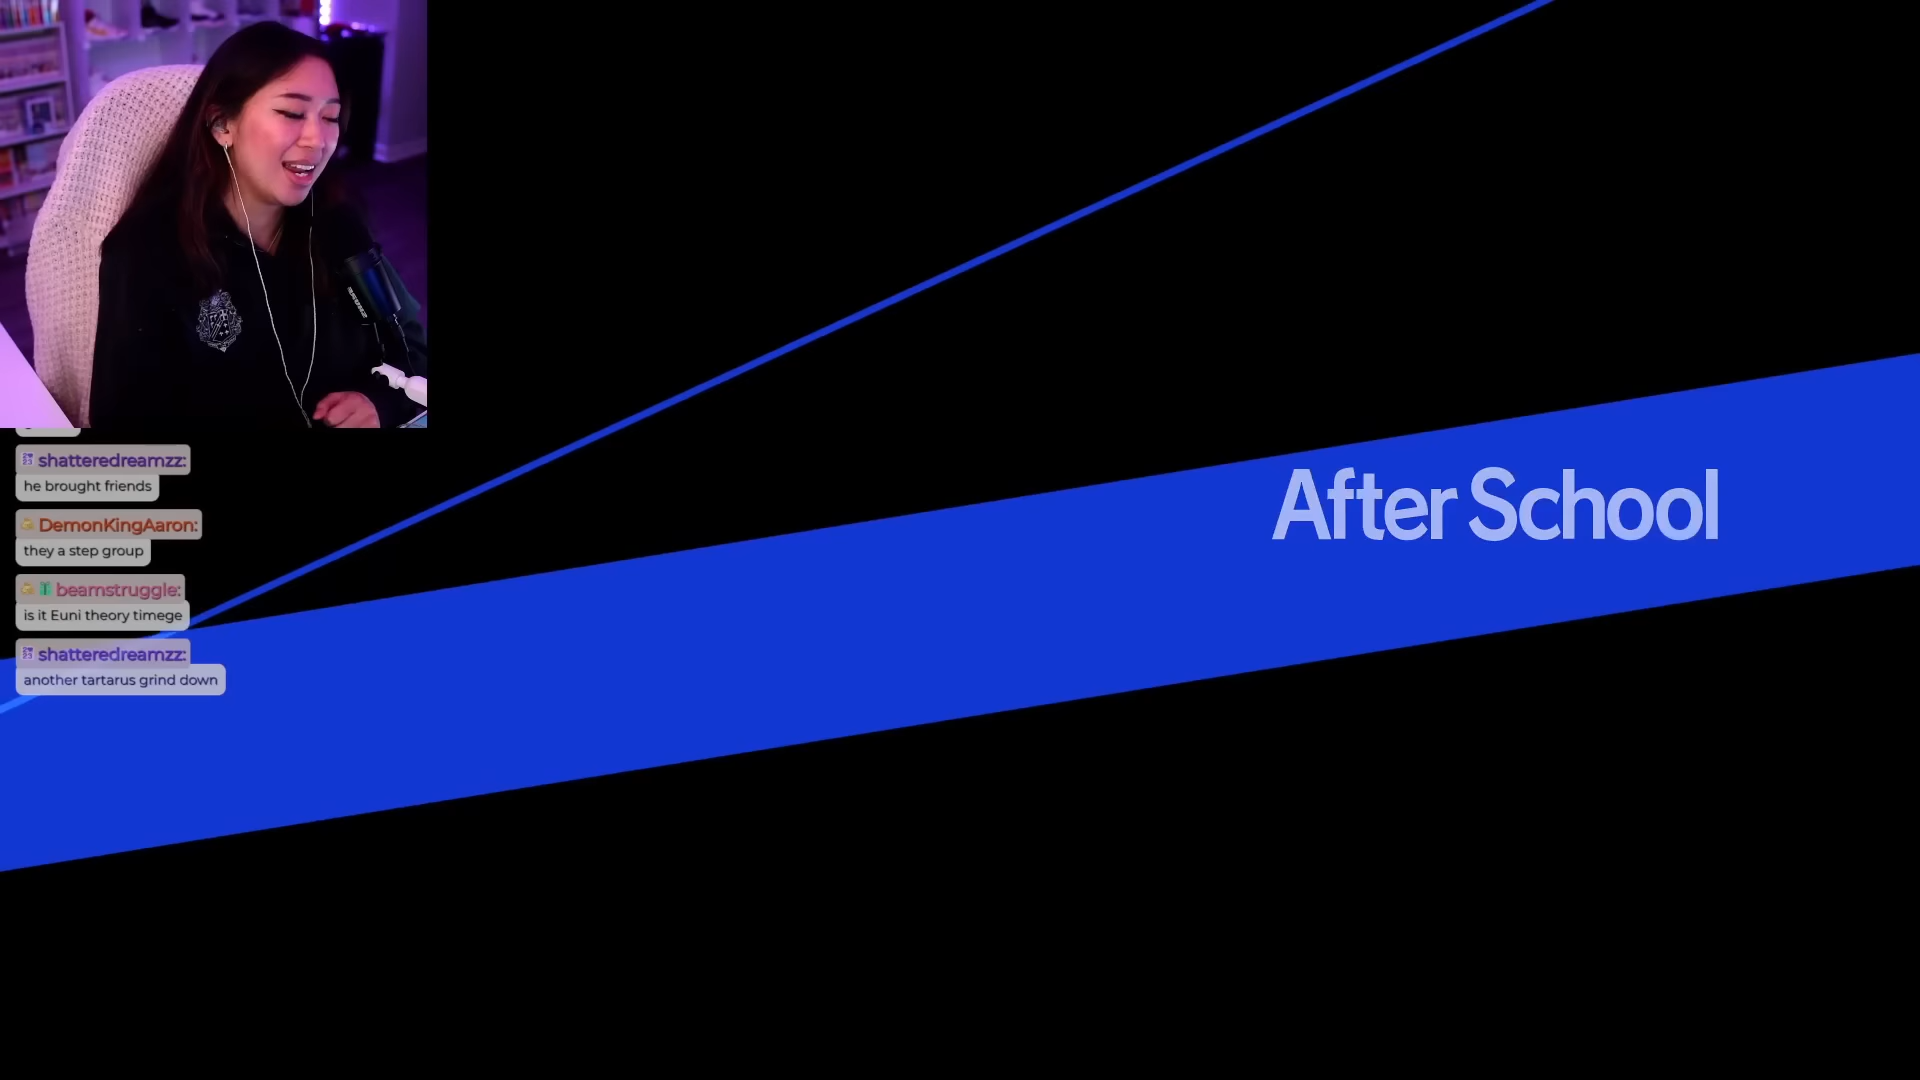 shatteredreamzz:
he brought friends
DemonKingAaron:
they a step group
beamstruggle:
is it Euni theory timege
shatteredreamzz:
another tartarus grind down
After School